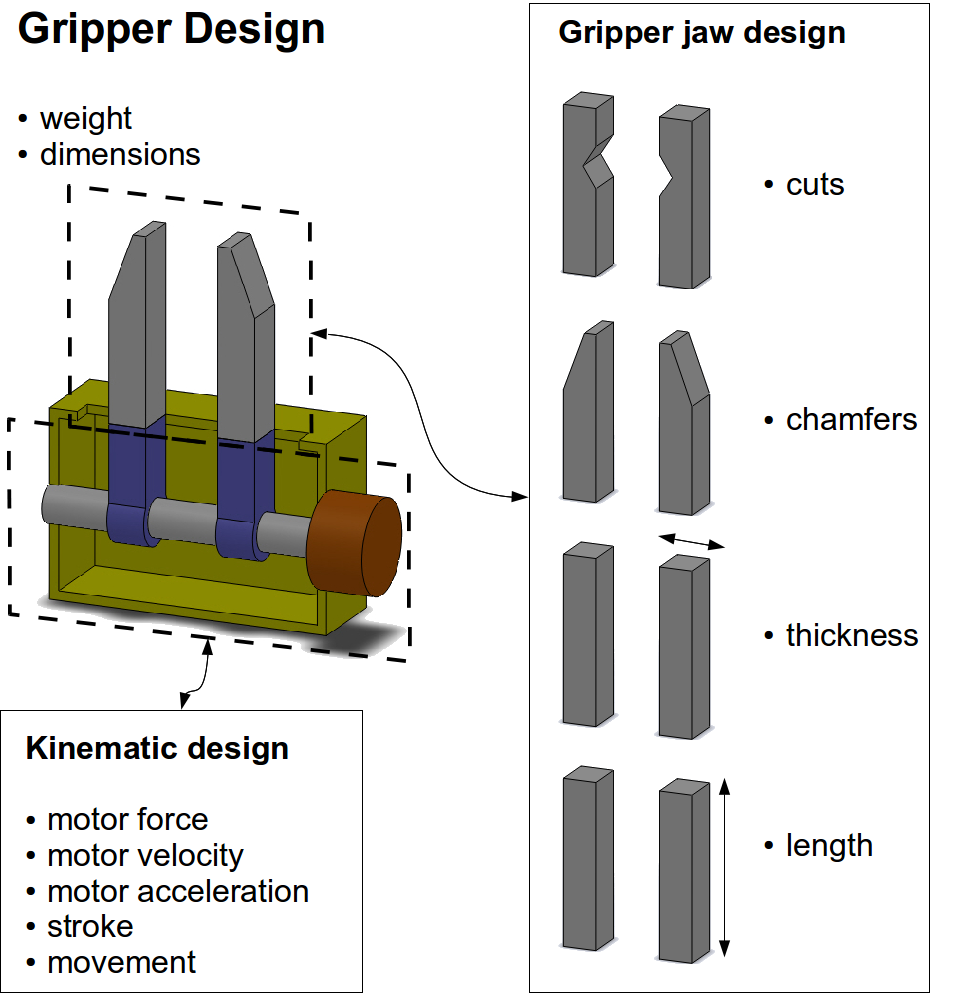 Gripper Design
• weight
• dimensions
Kinematic design
• motor force
• motor velocity
• motor acceleration
• stroke
• movement
Gripper jaw design
• cuts
• chamfers
• thickness
• length